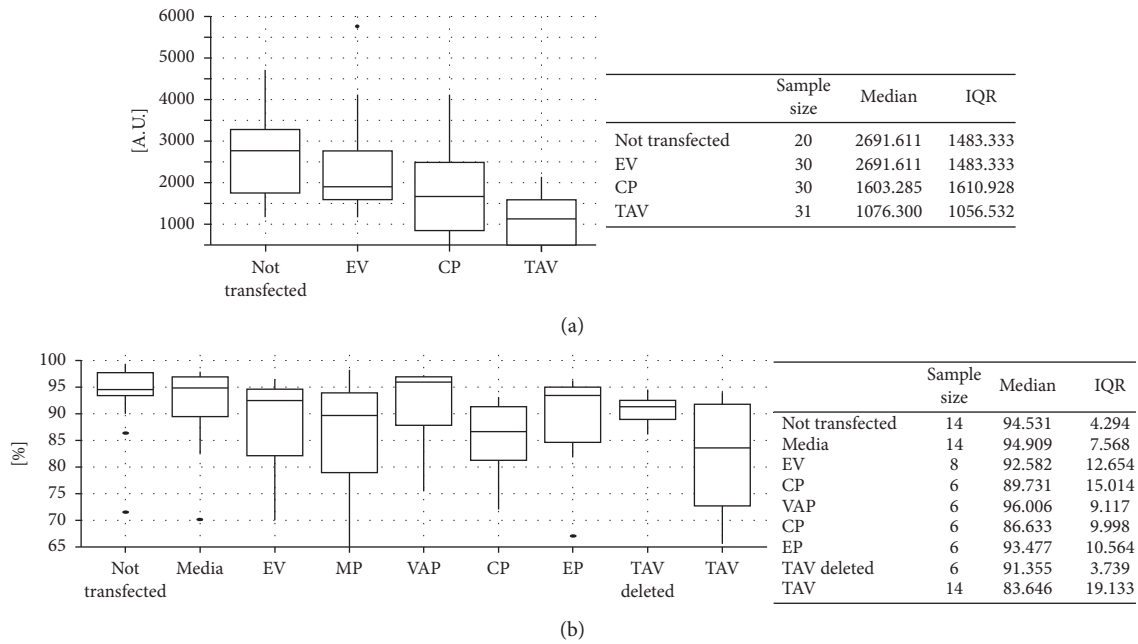 6000
5000
4000
3000
2000
1000
[A.U.]
Not transfected
EV
CP
TAV
Sample size Median IQR
Not transfected 20 2691.611 1483.333
EV 30 2691.611 1483.333
CP 30 1603.285 1610.928
TAV 31 1076.300 1056.532
(a)
100
95
90
85
80
75
70
65
[%]
Not transfected
Media
EV
MP
VAP
CP
EP
TAV deleted
TAV
Sample size Median IQR
Not transfected 14 94.531 4.294
Media 14 94.909 7.568
EV 8 92.582 12.654
CP 6 89.731 15.014
VAP 6 96.006 9.117
CP 6 86.633 9.998
EP 6 93.477 10.564
TAV deleted 6 91.355 3.739
TAV 14 83.646 19.133
(b)